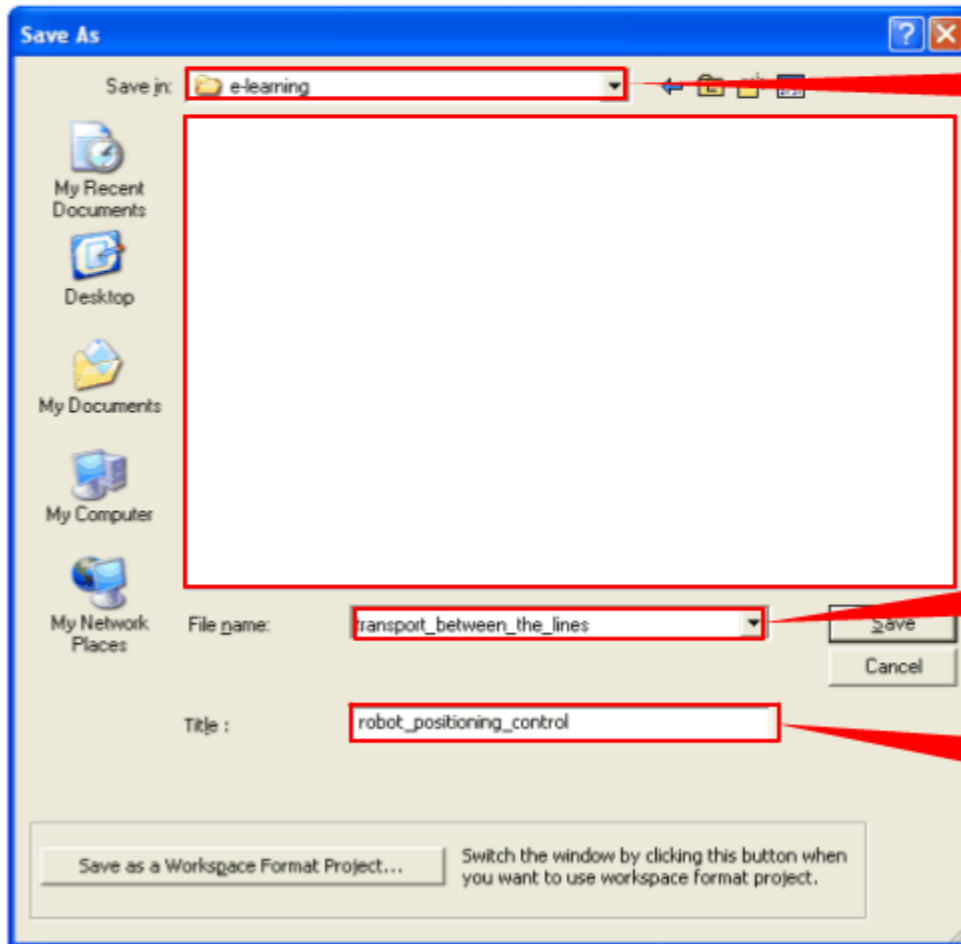 Save As
Save in:
e-learning
My Recent
Documents
Desktop
My Documents
My Computer
My Network
Places
File name:
transport_between_the_lines
Save
Cancel
Title :
robot_positioning_control
Save as a Workspace Format Project...
Switch the window by clicking this button when
you want to use workspace format project.